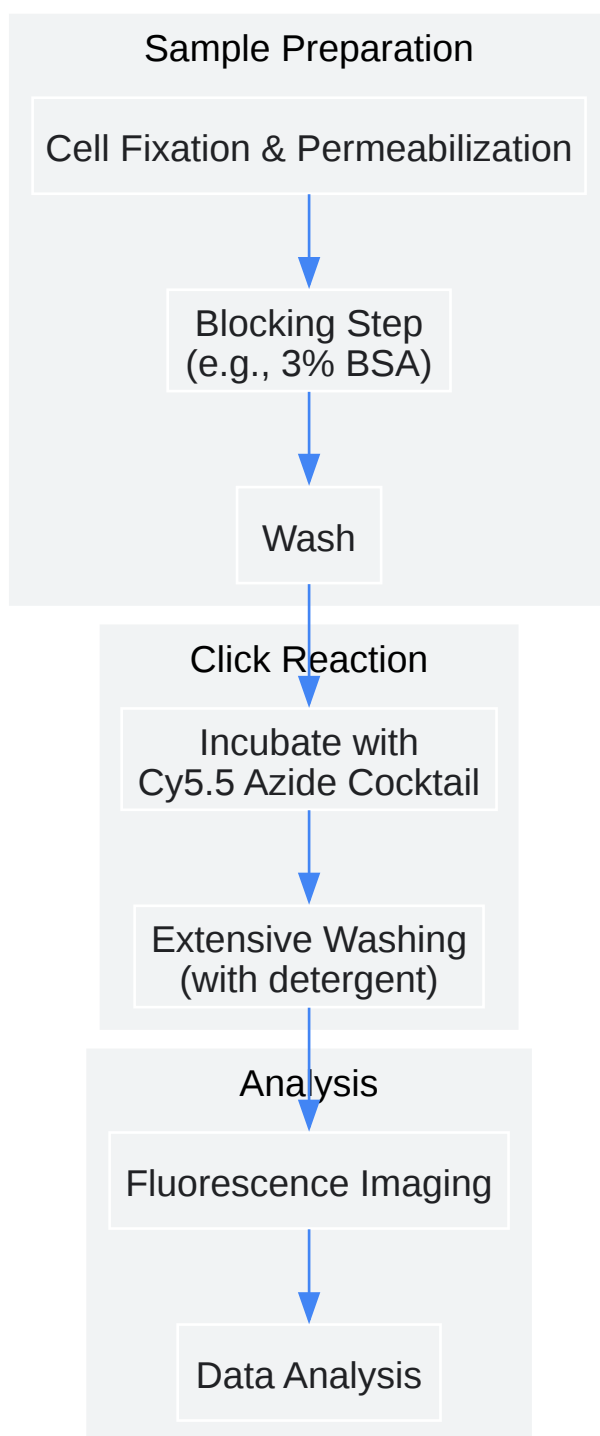 Sample Preparation
Cell Fixation & Permeabilization
Blocking Step
(e.g., 3% BSA)
Wash
Click Reaction
Incubate with
Cy5.5 Azide Cocktail
Extensive Washing
(with detergent)
Analysis
Fluorescence Imaging
Data Analysis